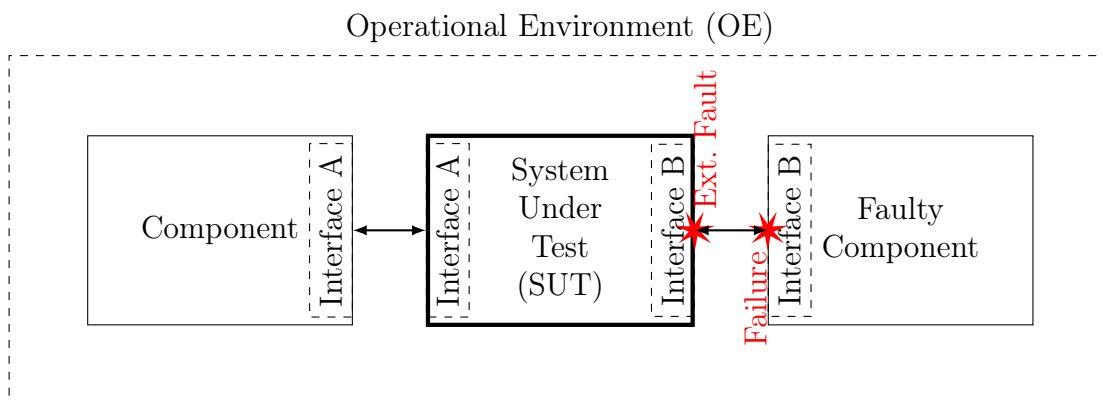 Operational Environment (OE)
Component
Interface A
Interface A
System
Under
Test
(SUT)
Interface B
Ext. Fault
Failure
Interface B
Faulty
Component